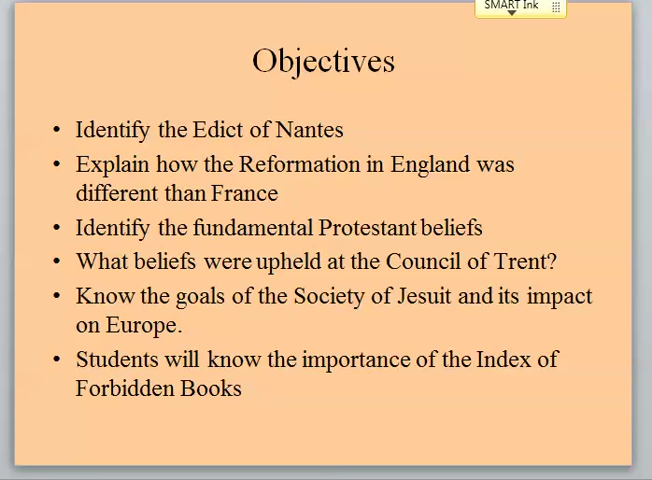 SMART Ink
Objectives
• Identify the Edict of Nantes
• Explain how the Reformation in England was
different than France
• Identify the fundamental Protestant beliefs
• What beliefs were upheld at the Council of Trent?
• Know the goals of the Society of Jesuit and its impact
on Europe.
• Students will know the importance of the Index of
Forbidden Books